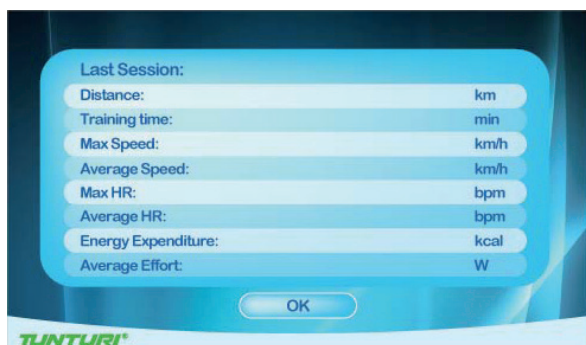 Last Session:
Distance: km
Training time: min
Max Speed: km/h
Average Speed: km/h
Max HR: bpm
Average HR: bpm
Energy Expenditure: kcal
Average Effort: W
OK
TUNTURI®